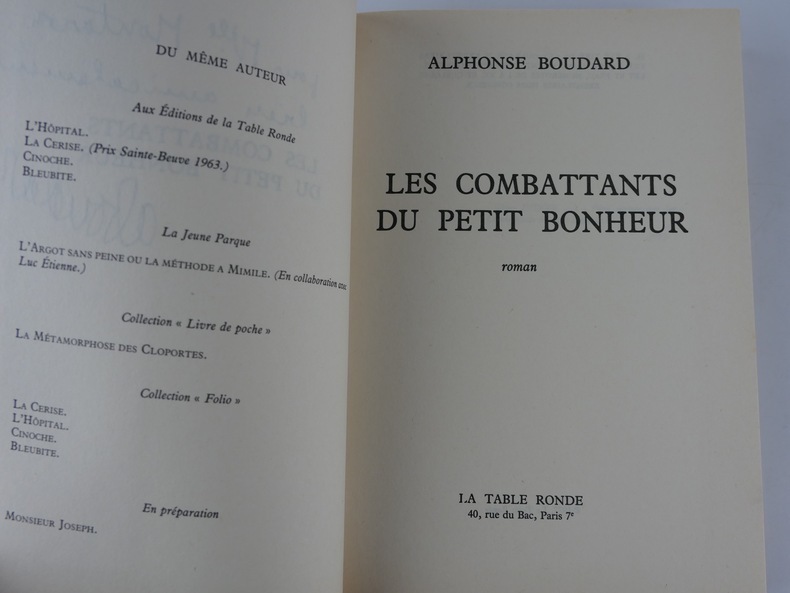 DU MÊME AUTEUR
Aux Éditions de la Table Ronde
L'HÔPITAL.
LA CERISE. (Prix Sainte-Beuve 1963.)
CINOCHE.
BLEUBITE.
La Jeune Parque
L'ARGOT SANS PEINE OU LA MÉTHODE A MIMILE. (En collaboration avec
Luc Étienne.)
Collection « Livre de poche »
LA MÉTAMORPHOSE DES CLOPORTES.
Collection « Folio »
LA CERISE.
L'HÔPITAL.
CINOCHE.
BLEUBITE.
En préparation
MONSIEUR JOSEPH.
ALPHONSE BOUDARD
LES COMBATTANTS
DU PETIT BONHEUR
roman
LA TABLE RONDE
40, rue du Bac, Paris 7e